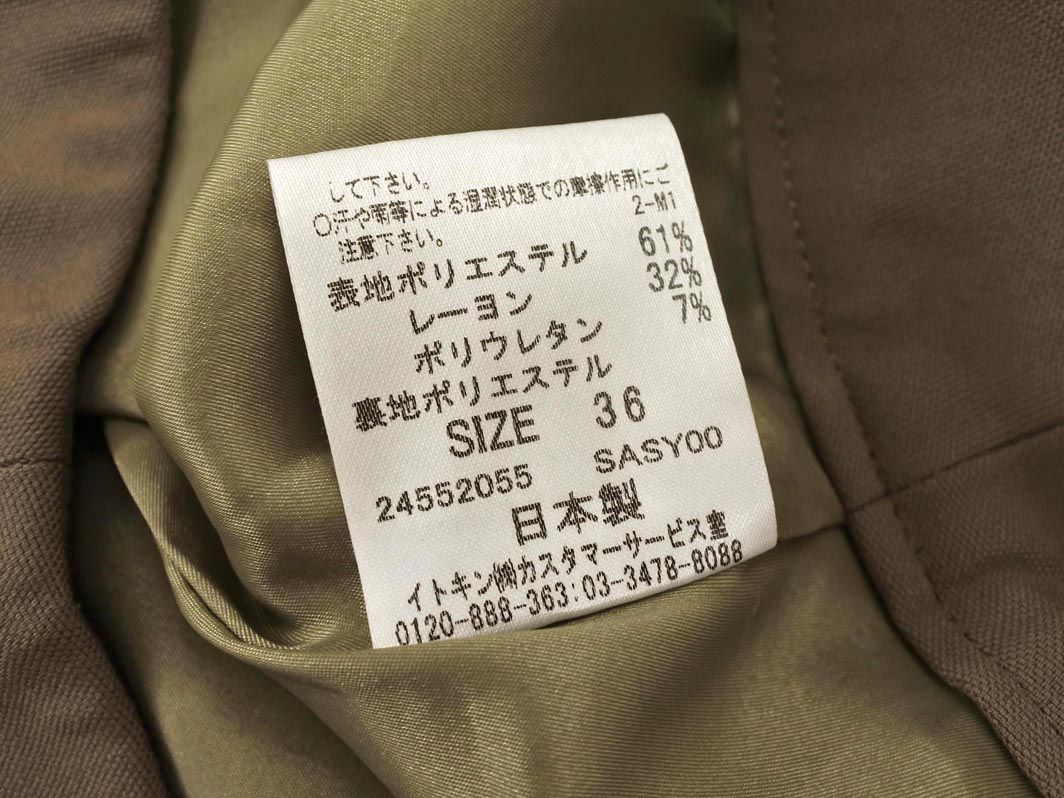 して下さい。
〇汗や雨等による湿潤状態での摩擦作用にご
注意下さい。 2-M1
表地ポリエステル 61%
レーヨン 32%
ポリウレタン 7%
裏地ポリエステル
SIZE 36
24552055 SASY00
日本製
イトキン㈱カスタマーサービス室
0120-888-363:03-3478-8088